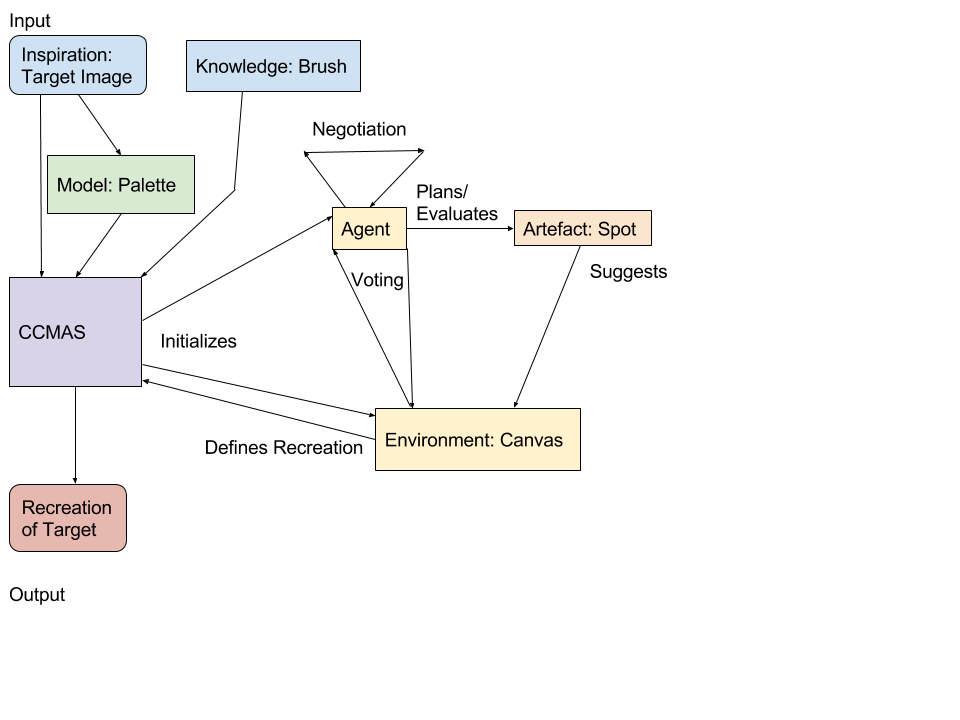 Input
Inspiration:
Target Image
Knowledge: Brush
Negotiation
Model: Palette
Plans/
Evaluates
Agent
Artefact: Spot
Suggests
Voting
CCMAS
Initializes
Environment: Canvas
Defines Recreation
Recreation
of Target
Output